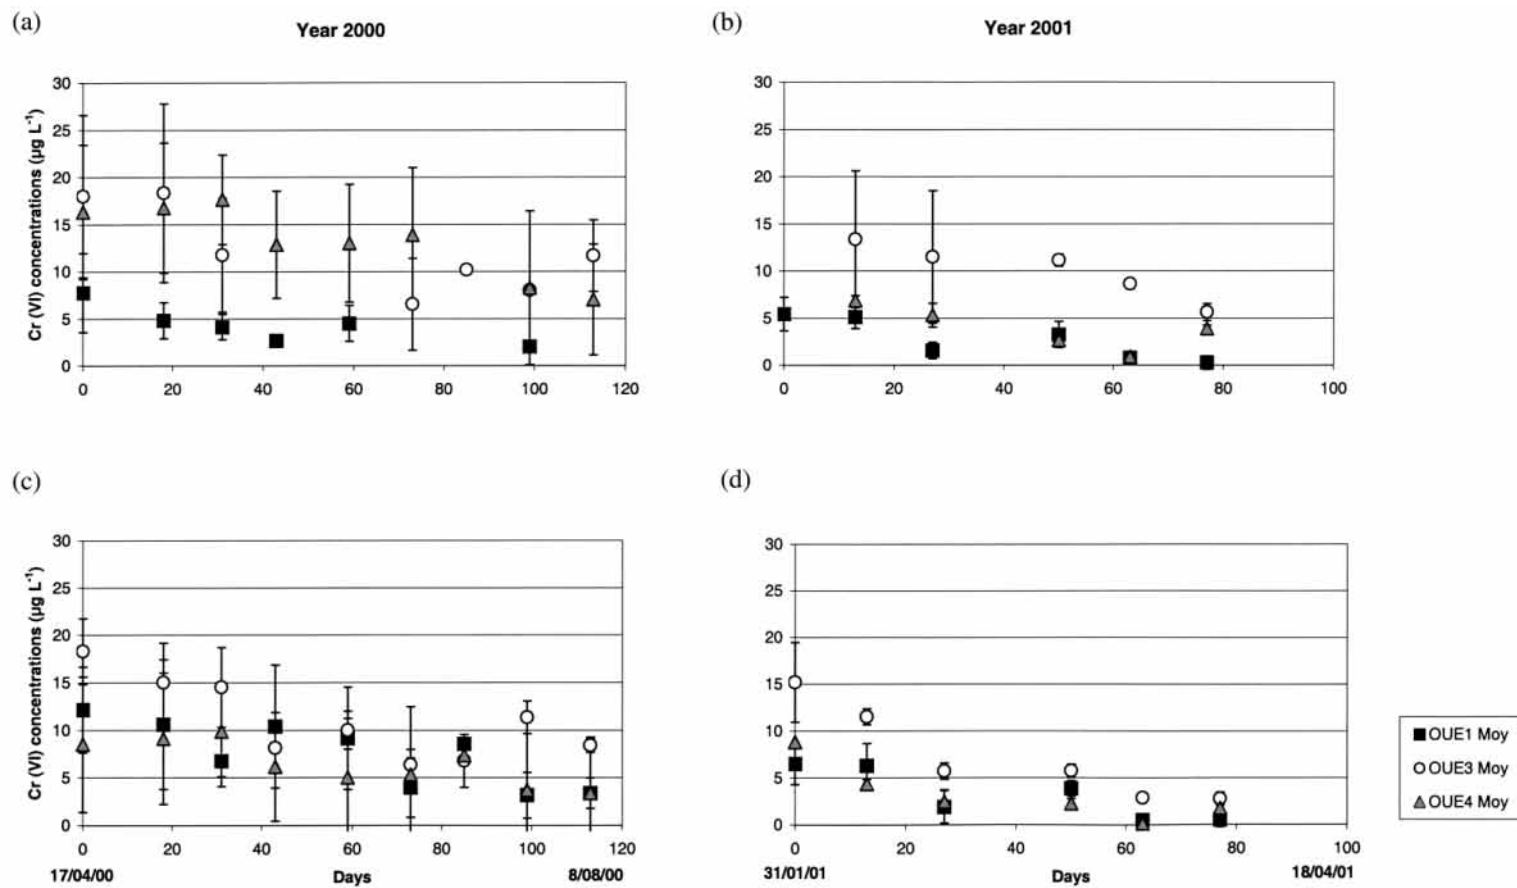 (a)
Year 2000
30
25
20
15
10
5
0
Cr (VI) concentrations (µg L⁻¹)
0 20 40 60 80 100 120
(b)
Year 2001
30
25
20
15
10
5
0
0 20 40 60 80 100
(c)
30
25
20
15
10
5
0
Cr (VI) concentrations (µg L⁻¹)
0 20 40 60 80 100 120
17/04/00 Days 8/08/00
(d)
30
25
20
15
10
5
0
0 20 40 60 80 100
31/01/01 Days 18/04/01
OUE1 Moy
OUE3 Moy
OUE4 Moy